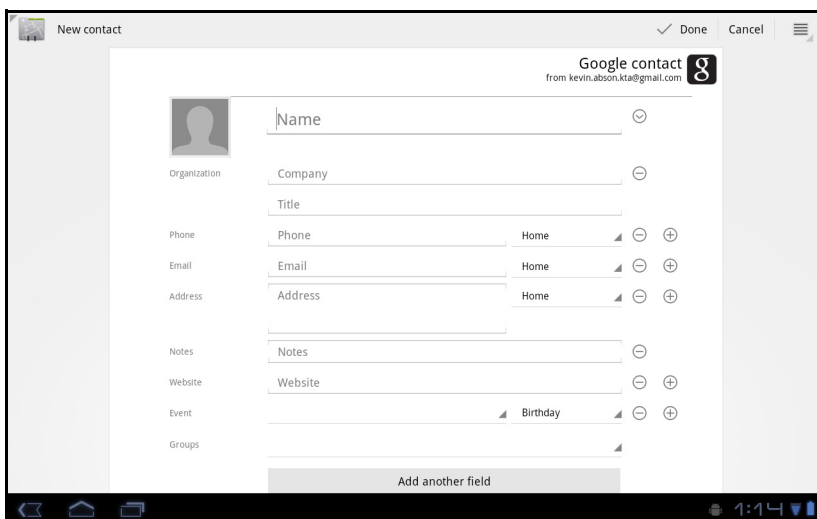 New contact
Done
Cancel
Google contact
from kevin.abson.kta@gmail.com
g
Name
Organization
Company
Title
Phone
Phone
Home
Email
Email
Home
Address
Address
Home
Notes
Notes
Website
Website
Event
Birthday
Groups
Add another field
1:14